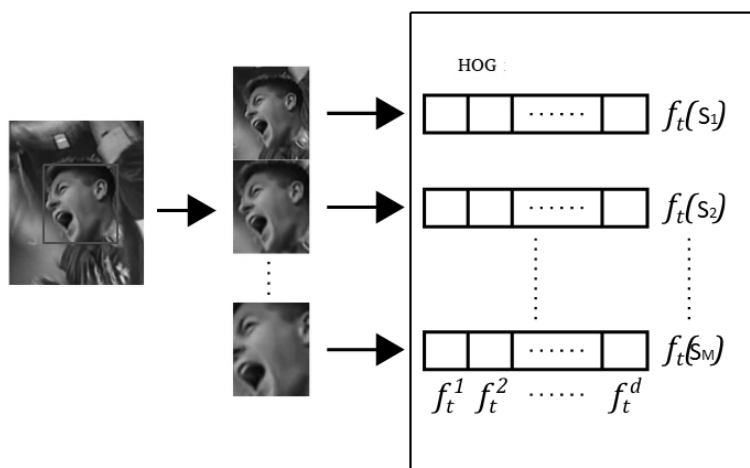 HOG :
...... f_t(S_1)
...... f_t(S_2)
...... f_t(S_M)
f_t^1 f_t^2 ...... f_t^d